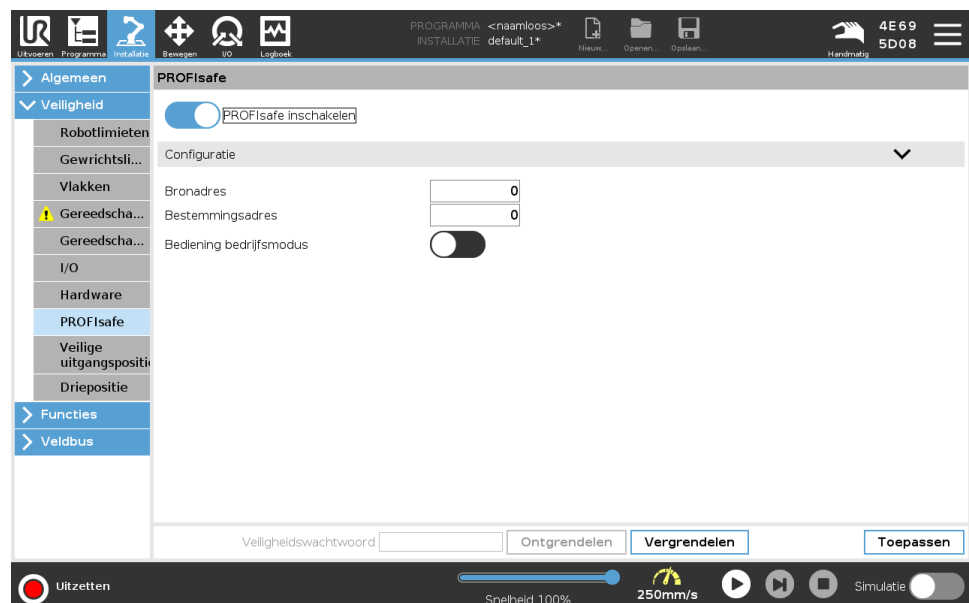 PROGRAMMA <naamloos>*
INSTALLATIE default_1*
4E69
5D08
Uitvoeren Programma Installatie Bewegen I/O Logboek Nieuw... Openen... Opslaan... Handmatig
Algemeen
Veiligheid
Robotlimieten
Gewrichtsli...
Vlakken
Gereedscha...
Gereedscha...
I/O
Hardware
PROFIsafe
Veilige
uitgangspositi
Driepositie
Functies
Veldbus
PROFIsafe
PROFIsafe inschakelen
Configuratie
Bronadres 0
Bestemmingsadres 0
Bediening bedrijfsmodus
Veiligheidswachtwoord Ontgrendelen Vergrendelen Toepassen
Uitzetten
Snelheid 100%
250mm/s
Simulatie